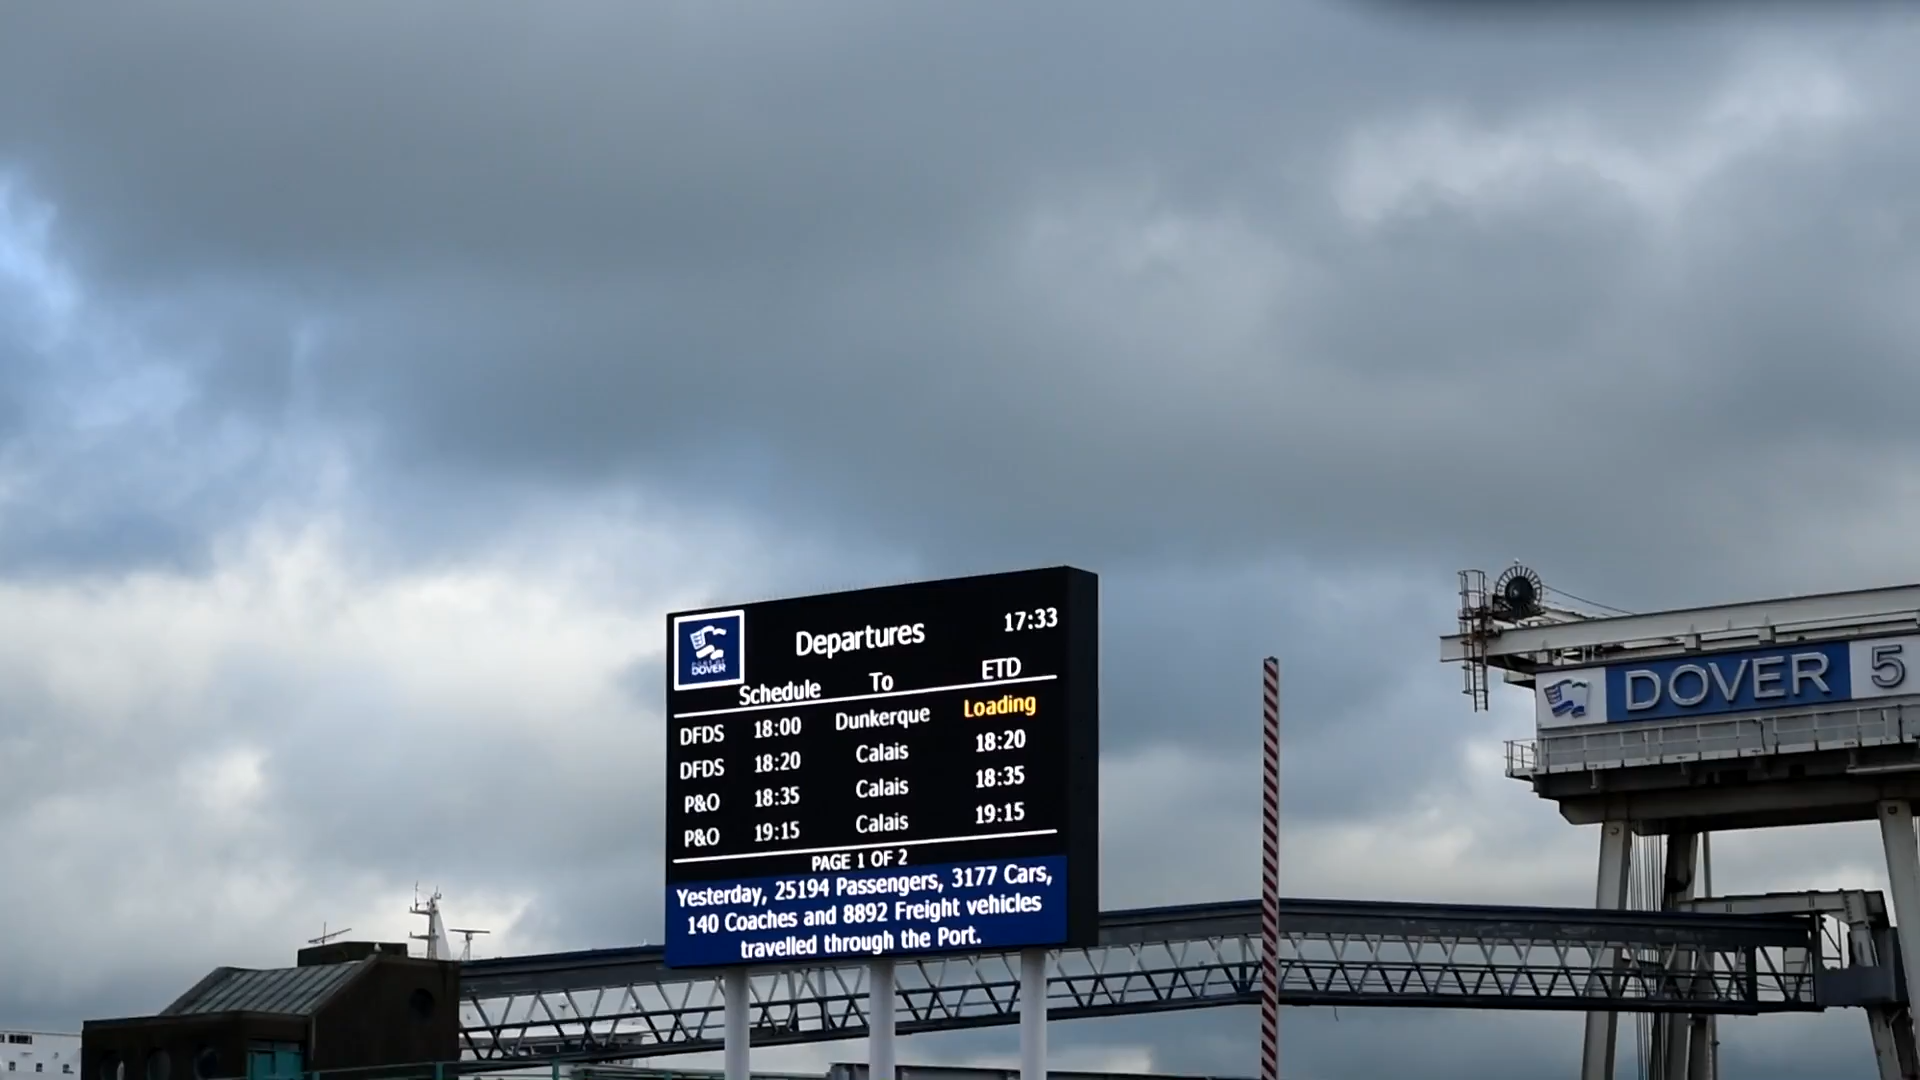 Departures 17:33
DOVER
Schedule To ETD
DFDS 18:00 Dunkerque Loading
DFDS 18:20 Calais 18:20
P&O 18:35 Calais 18:35
P&O 19:15 Calais 19:15
PAGE 1 OF 2
Yesterday, 25194 Passengers, 3177 Cars,
140 Coaches and 8892 Freight vehicles
travelled through the Port.
DOVER 5